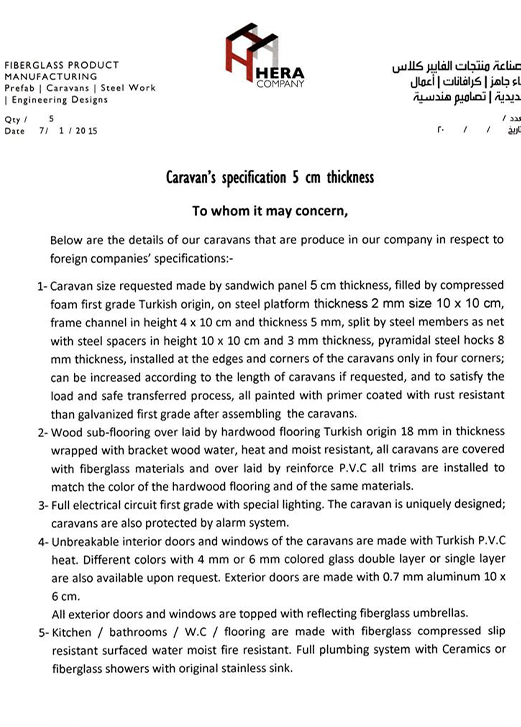 FIBERGLASS PRODUCT
MANUFACTURING
Prefab | Caravans | Steel Work
| Engineering Designs
Qty / 5
Date 7/ 1 / 2015
HERA
COMPANY
صناعة منتجات الفايبر كلاس
اء جاهز | كرافانات | أعمال
ديدية | تصاميم هندسية
عدد /
اريخ / / ٢٠
Caravan's specification 5 cm thickness
To whom it may concern,
Below are the details of our caravans that are produce in our company in respect to
foreign companies' specifications:-
1- Caravan size requested made by sandwich panel 5 cm thickness, filled by compressed
foam first grade Turkish origin, on steel platform thickness 2 mm size 10 x 10 cm,
frame channel in height 4 x 10 cm and thickness 5 mm, split by steel members as net
with steel spacers in height 10 x 10 cm and 3 mm thickness, pyramidal steel hocks 8
mm thickness, installed at the edges and corners of the caravans only in four corners;
can be increased according to the length of caravans if requested, and to satisfy the
load and safe transferred process, all painted with primer coated with rust resistant
than galvanized first grade after assembling the caravans.
2- Wood sub-flooring over laid by hardwood flooring Turkish origin 18 mm in thickness
wrapped with bracket wood water, heat and moist resistant, all caravans are covered
with fiberglass materials and over laid by reinforce P.V.C all trims are installed to
match the color of the hardwood flooring and of the same materials.
3- Full electrical circuit first grade with special lighting. The caravan is uniquely designed;
caravans are also protected by alarm system.
4- Unbreakable interior doors and windows of the caravans are made with Turkish P.V.C
heat. Different colors with 4 mm or 6 mm colored glass double layer or single layer
are also available upon request. Exterior doors are made with 0.7 mm aluminum 10 x
6 cm.
All exterior doors and windows are topped with reflecting fiberglass umbrellas.
5- Kitchen / bathrooms / W.C / flooring are made with fiberglass compressed slip
resistant surfaced water moist fire resistant. Full plumbing system with Ceramics or
fiberglass showers with original stainless sink.